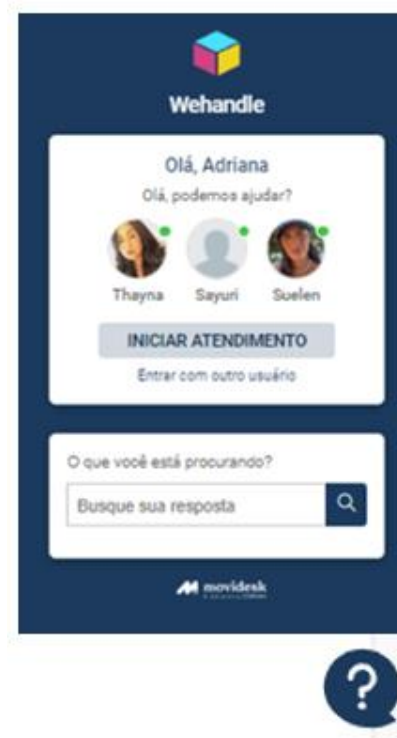 Wehandle
Olá, Adriana
Olá, podemos ajudar?
Thayna Sayuri Suelen
INICIAR ATENDIMENTO
Entrar com outro usuário
O que você está procurando?
Busque sua resposta
movidesk
?